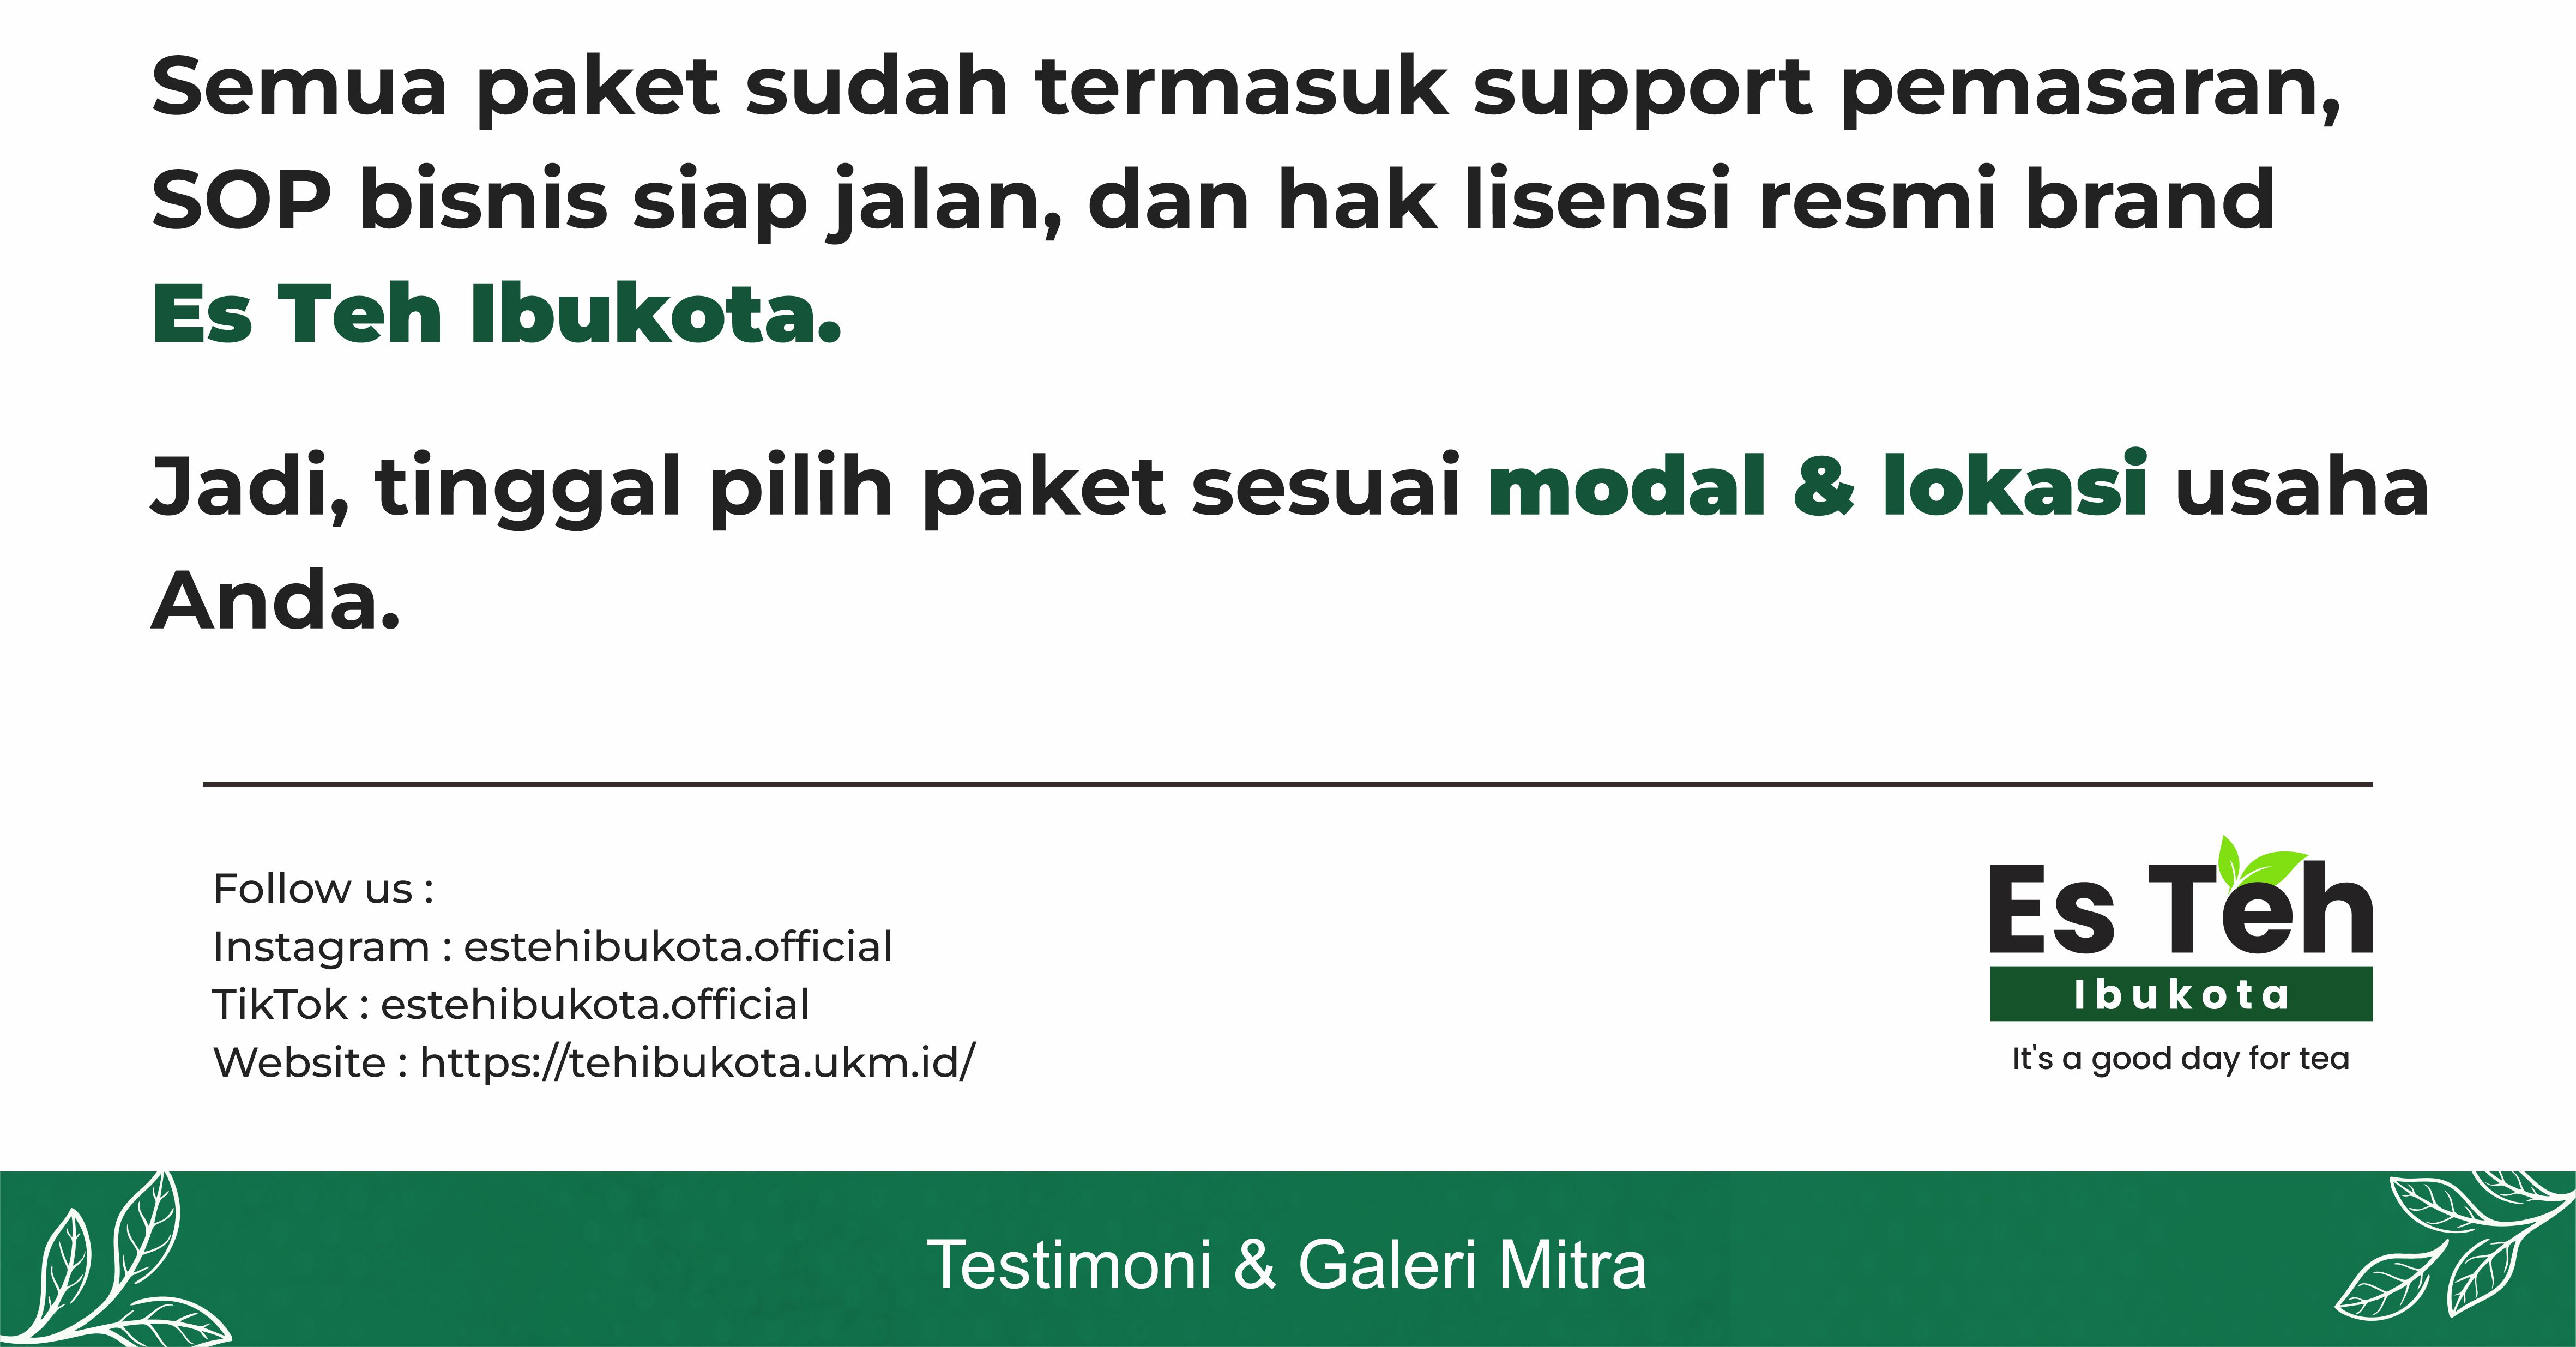 Semua paket sudah termasuk support pemasaran,
SOP bisnis siap jalan, dan hak lisensi resmi brand
Es Teh Ibukota.
Jadi, tinggal pilih paket sesuai modal & lokasi usaha
Anda.
Follow us :
Instagram : estehibukota.official
TikTok : estehibukota.official
Website : https://tehibukota.ukm.id/
Es Teh
Ibukota
It's a good day for tea
Testimoni & Galeri Mitra